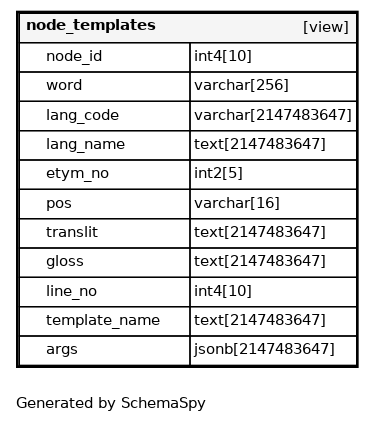 node_templates [view]
node_id int4[10]
word varchar[256]
lang_code varchar[2147483647]
lang_name text[2147483647]
etym_no int2[5]
pos varchar[16]
translit text[2147483647]
gloss text[2147483647]
line_no int4[10]
template_name text[2147483647]
args jsonb[2147483647]
Generated by SchemaSpy